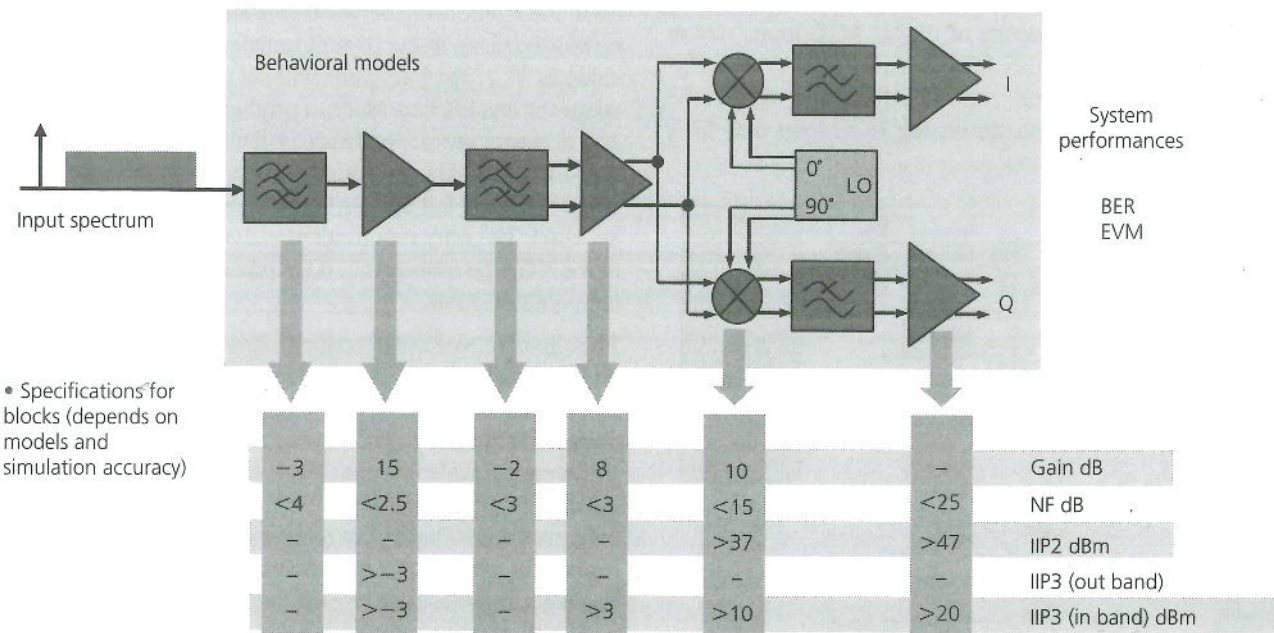 Behavioral models
I
System
performances
0°
LO
90°
Input spectrum
BER
EVM
Q
• Specifications for
blocks (depends on
models and
simulation accuracy)
−3 15 −2 8 10 – Gain dB
<4 <2.5 <3 <3 <15 <25 NF dB
– – – – >37 >47 IIP2 dBm
– >−3 – – – – IIP3 (out band)
– >−3 – >3 >10 >20 IIP3 (in band) dBm